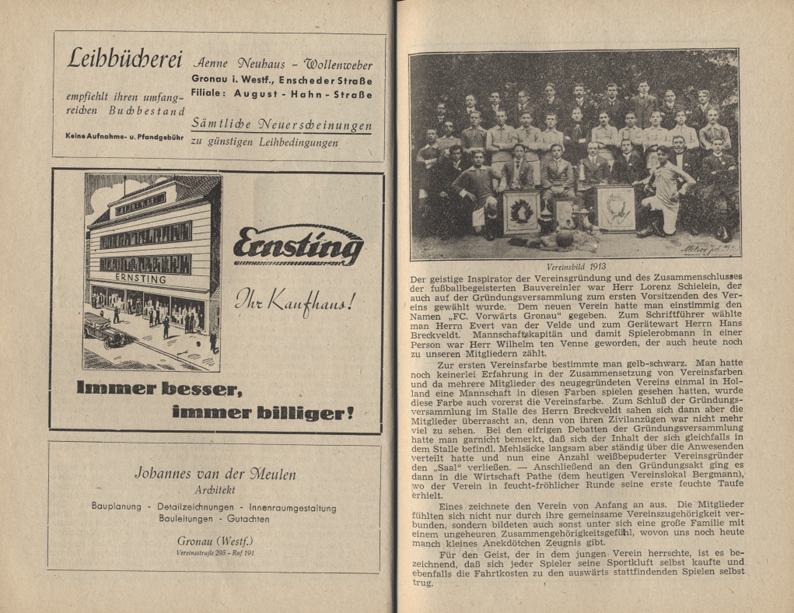 Leihbücherei
empfiehlt ihren umfang-
reichen Buchbestand
Keine Aufnahme- u. Pfandgebühr
Aenne Neuhaus - Wollenweber
Gronau i. Westf., Enscheder Straße
Filiale: August - Hahn - Straße
Sämtliche Neuerscheinungen
zu günstigen Leihbedingungen
ERNSTING
Ernsting
Ihr Kaufhaus!
Immer besser,
immer billiger!
Johannes van der Meulen
Architekt
Bauplanung - Detailzeichnungen - Innenraumgestaltung
Bauleitungen - Gutachten
Gronau (Westf.)
Vereinsstraße 295 - Ruf 191
Vereinsbild 1913
Der geistige Inspirator der Vereinsgründung und des Zusammenschlusses
der fußballbegeisterten Bauvereinler war Herr Lorenz Schielein, der
auch auf der Gründungsversammlung zum ersten Vorsitzenden des Ver-
eins gewählt wurde. Dem neuen Verein hatte man einstimmig den
Namen „FC. Vorwärts Gronau“ gegeben. Zum Schriftführer wählte
man Herrn Evert van der Velde und zum Gerätewart Herrn Hans
Breckveldt. Mannschaftskapitän und damit Spielerobmann in einer
Person war Herr Wilhelm ten Venne geworden, der auch heute noch
zu unseren Mitgliedern zählt.
Zur ersten Vereinsfarbe bestimmte man gelb-schwarz. Man hatte
noch keinerlei Erfahrung in der Zusammensetzung von Vereinsfarben
und da mehrere Mitglieder des neugegründeten Vereins einmal in Hol-
land eine Mannschaft in diesen Farben spielen gesehen hatten, wurde
diese Farbe auch vorerst die Vereinsfarbe. Zum Schluß der Gründungs-
versammlung im Stalle des Herrn Breckveldt sahen sich dann aber die
Mitglieder überrascht an, denn von ihren Zivilanzügen war nicht mehr
viel zu sehen. Bei den eifrigen Debatten der Gründungsversammlung
hatte man garnicht bemerkt, daß sich der Inhalt der sich gleichfalls in
dem Stalle befindl. Mehlsäcke langsam aber ständig über die Anwesenden
verteilt hatte und nun eine Anzahl weißbepuderter Vereinsgründer
den „Saal“ verließen. — Anschließend an den Gründungsakt ging es
dann in die Wirtschaft Pathe (dem heutigen Vereinslokal Bergmann),
wo der Verein in feucht-fröhlicher Runde seine erste feuchte Taufe
erhielt.
Eines zeichnete den Verein von Anfang an aus. Die Mitglieder
fühlten sich nicht nur durch ihre gemeinsame Vereinszugehörigkeit ver-
bunden, sondern bildeten auch sonst unter sich eine große Familie mit
einem ungeheuren Zusammengehörigkeitsgefühl, wovon uns noch heute
manch kleines Anekdötchen Zeugnis gibt.
Für den Geist, der in dem jungen Verein herrschte, ist es be-
zeichnend, daß sich jeder Spieler seine Sportkluft selbst kaufte und
ebenfalls die Fahrtkosten zu den auswärts stattfindenden Spielen selbst
trug.